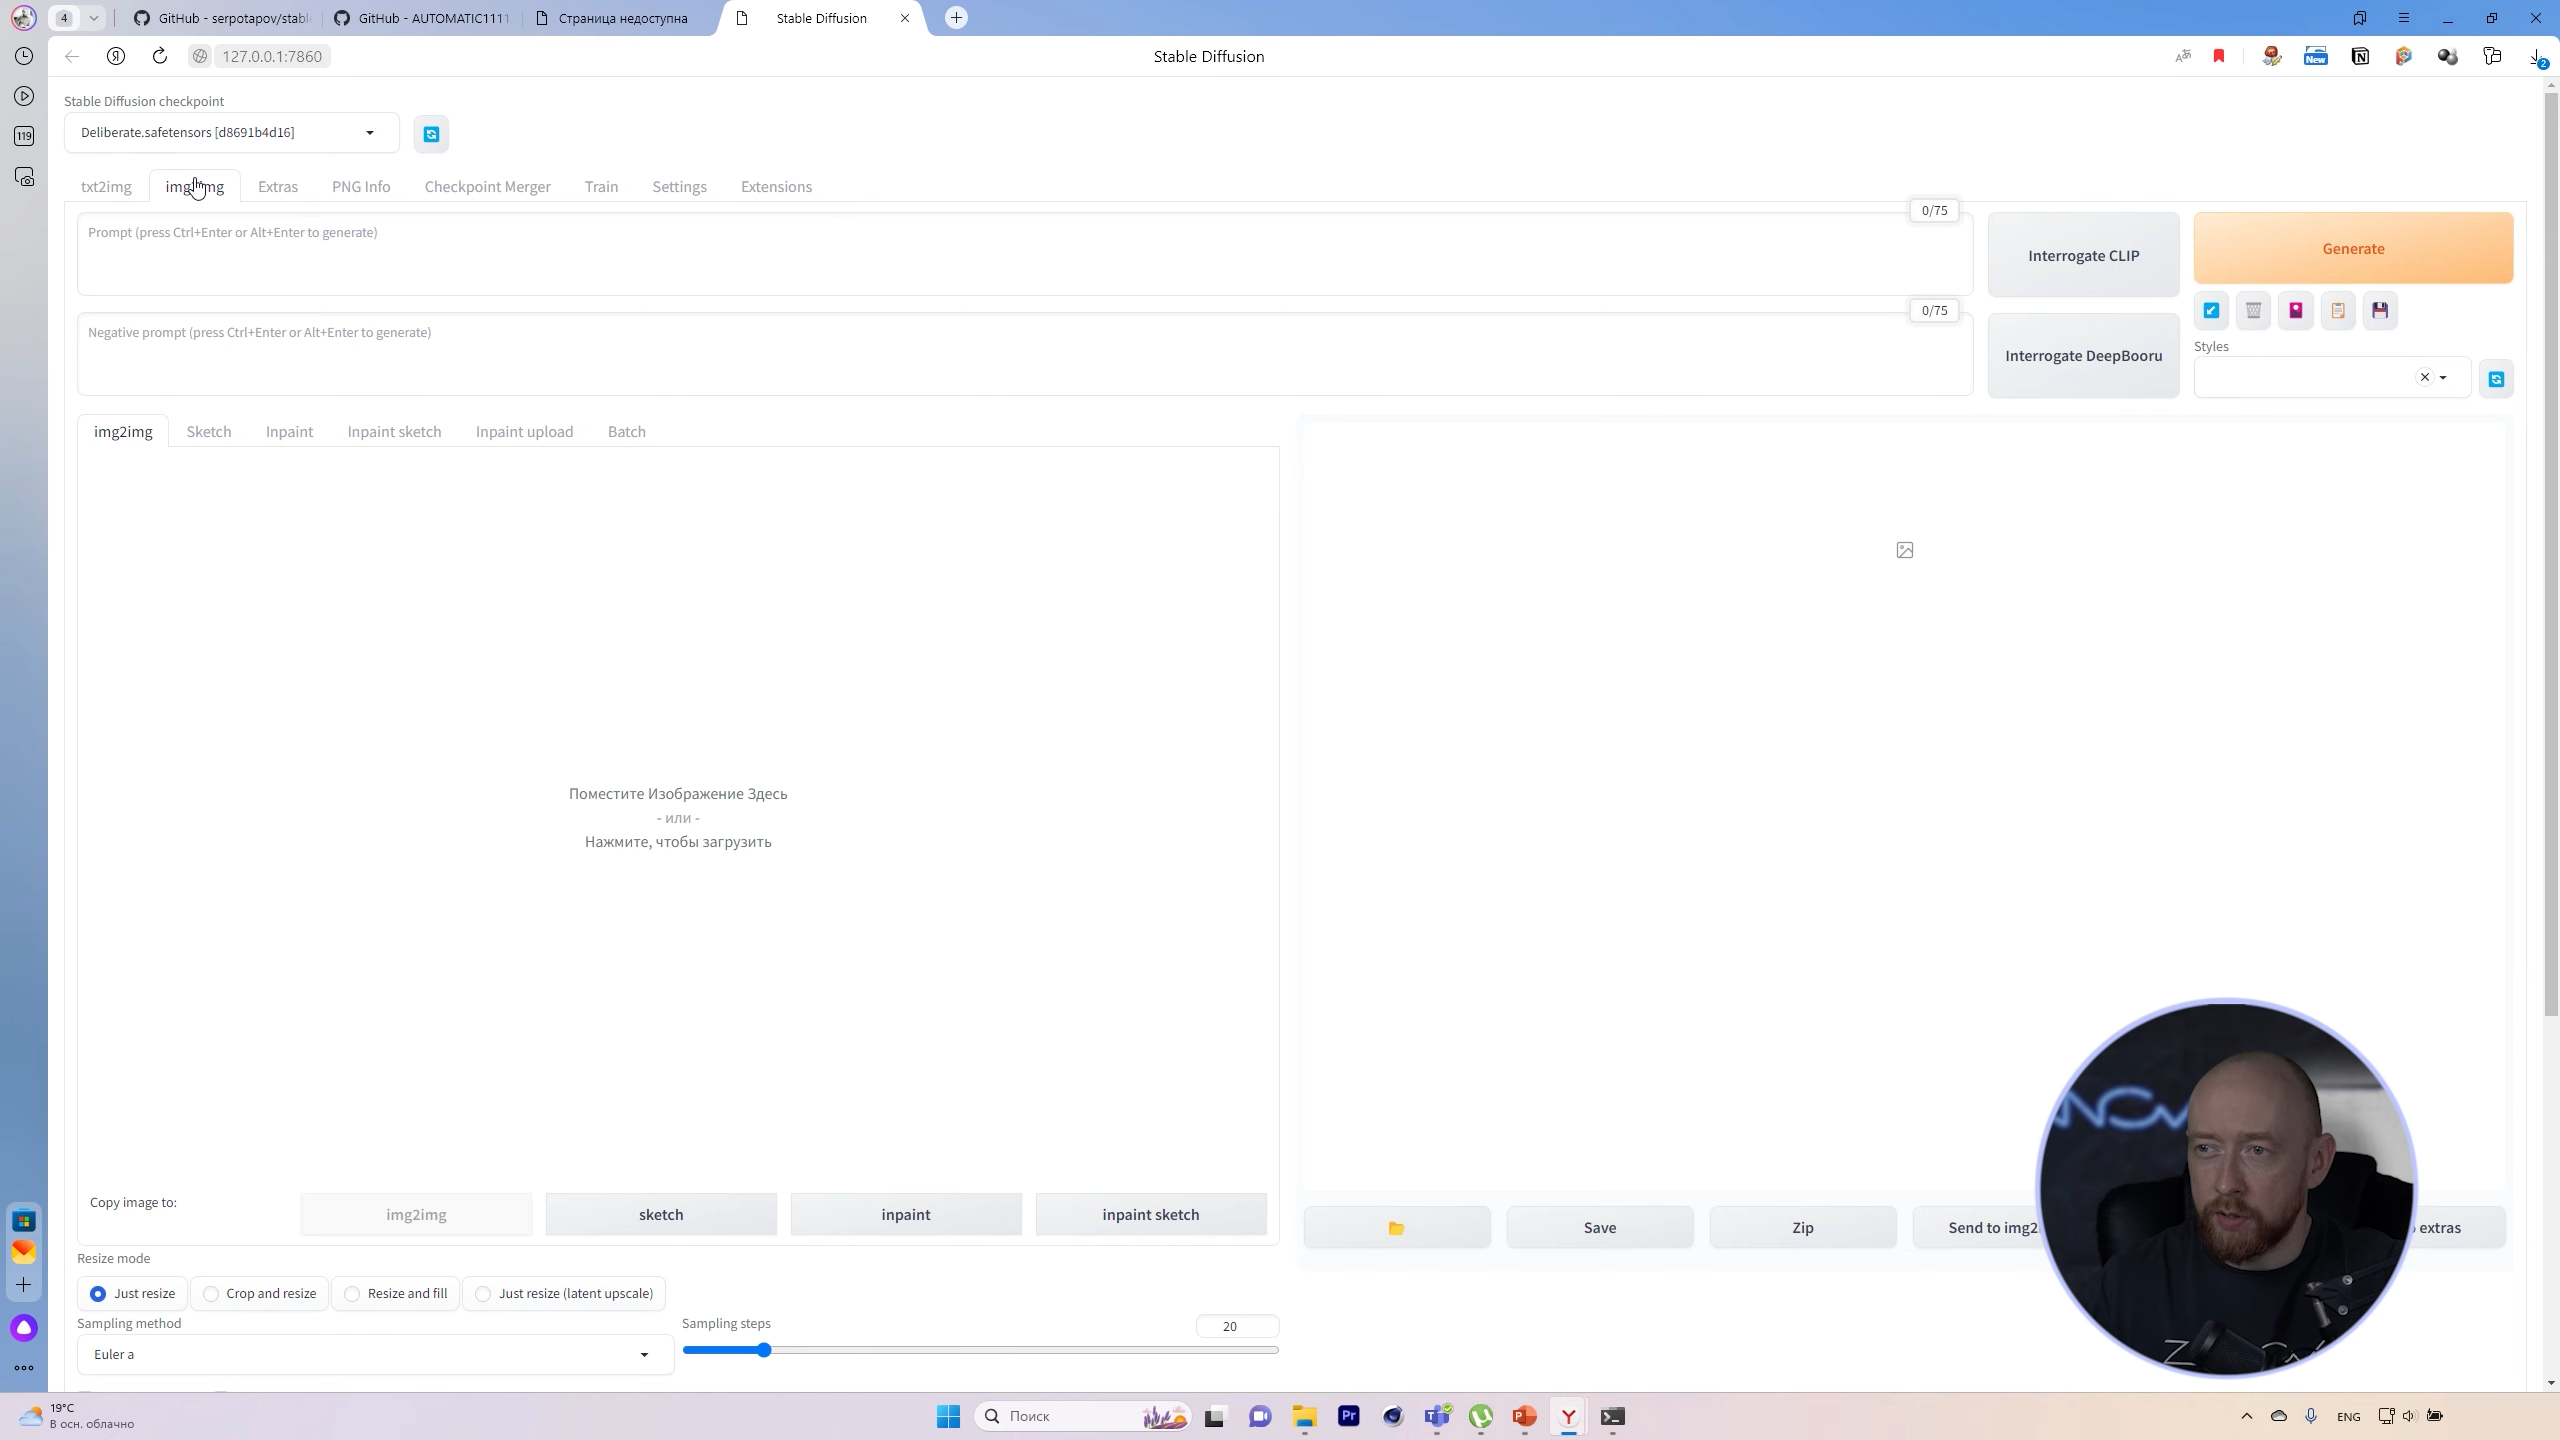 4
GitHub - serpotapov/stabl
GitHub - AUTOMATIC1111
Страница недоступна
Stable Diffusion
127.0.0.1:7860
Stable Diffusion
New
2
119
Stable Diffusion checkpoint
Deliberate.safetensors [d8691b4d16]
txt2img
Extras
PNG Info
Checkpoint Merger
Train
Settings
Extensions
0/75
Prompt (press Ctrl+Enter or Alt+Enter to generate)
Interrogate CLIP
Generate
0/75
Negative prompt (press Ctrl+Enter or Alt+Enter to generate)
Interrogate DeepBooru
Styles
img2img
Sketch
Inpaint
Inpaint sketch
Inpaint upload
Batch
Поместите Изображение Здесь
- или -
Нажмите, чтобы загрузить
Copy image to:
img2img
sketch
inpaint
inpaint sketch
Save
Zip
Send to img2
extras
Resize mode
Just resize
Crop and resize
Resize and fill
Just resize (latent upscale)
Sampling method
Sampling steps
20
Euler a
19°C
В осн. облачно
Поиск
Pr
ENG